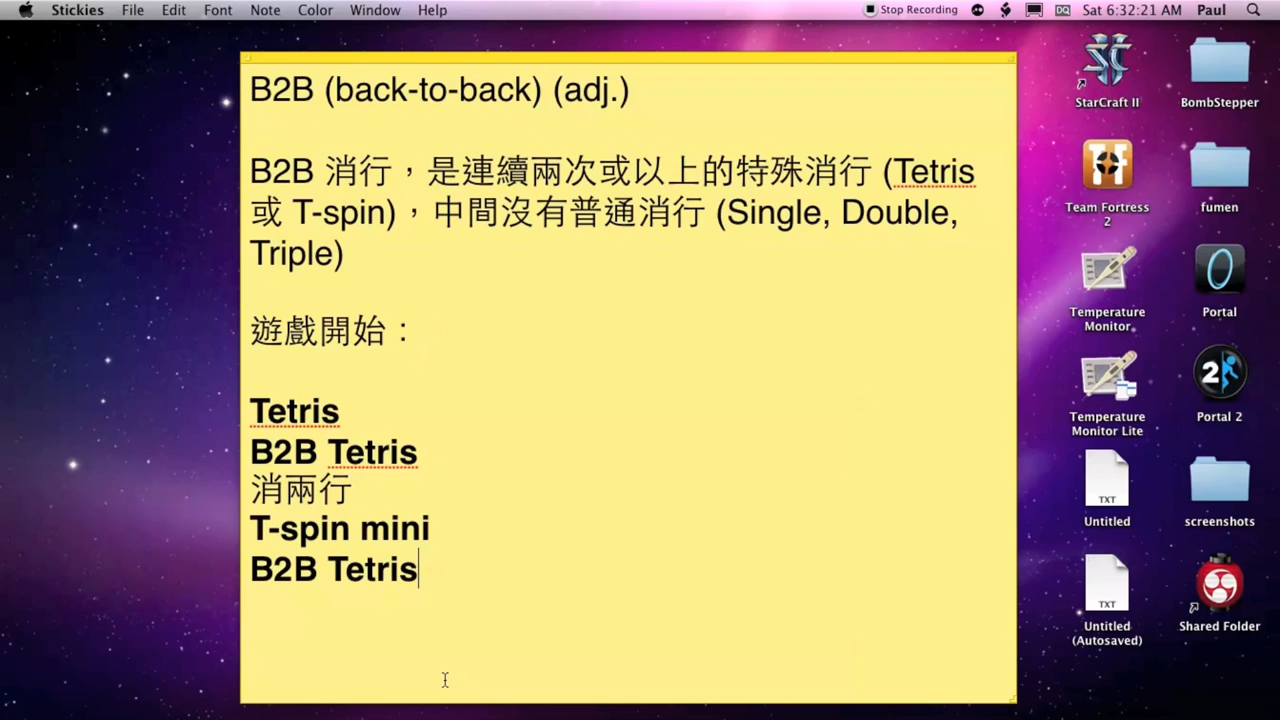 Stickies File Edit Font Note Color Window Help Stop Recording DQ Sat 6:32:21 AM Paul
B2B (back-to-back) (adj.)
B2B 消行，是連續兩次或以上的特殊消行 (Tetris
或 T-spin)，中間沒有普通消行 (Single, Double,
Triple)
遊戲開始：
Tetris
B2B Tetris
消兩行
T-spin mini
B2B Tetris
StarCraft II
BombStepper
Team Fortress
2
fumen
Temperature
Monitor
Portal
2
Temperature
Monitor Lite
Portal 2
TXT
Untitled
screenshots
TXT
Untitled
(Autosaved)
Shared Folder